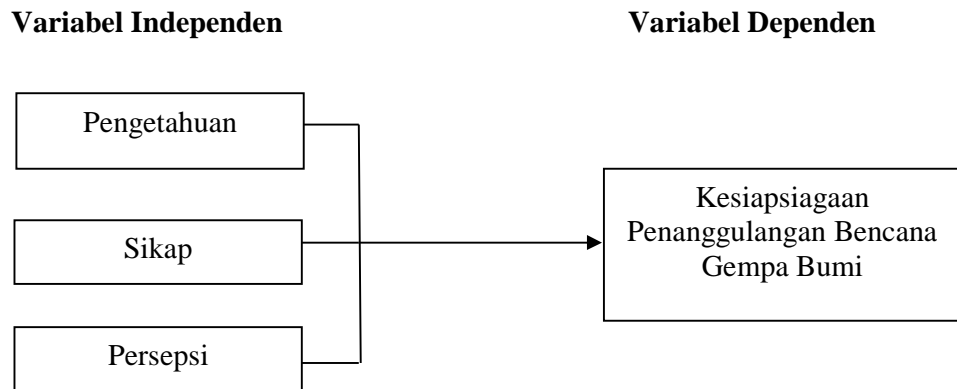 Variabel Independen
Variabel Dependen
Pengetahuan
Sikap
Persepsi
Kesiapsiagaan
Penanggulangan Bencana
Gempa Bumi